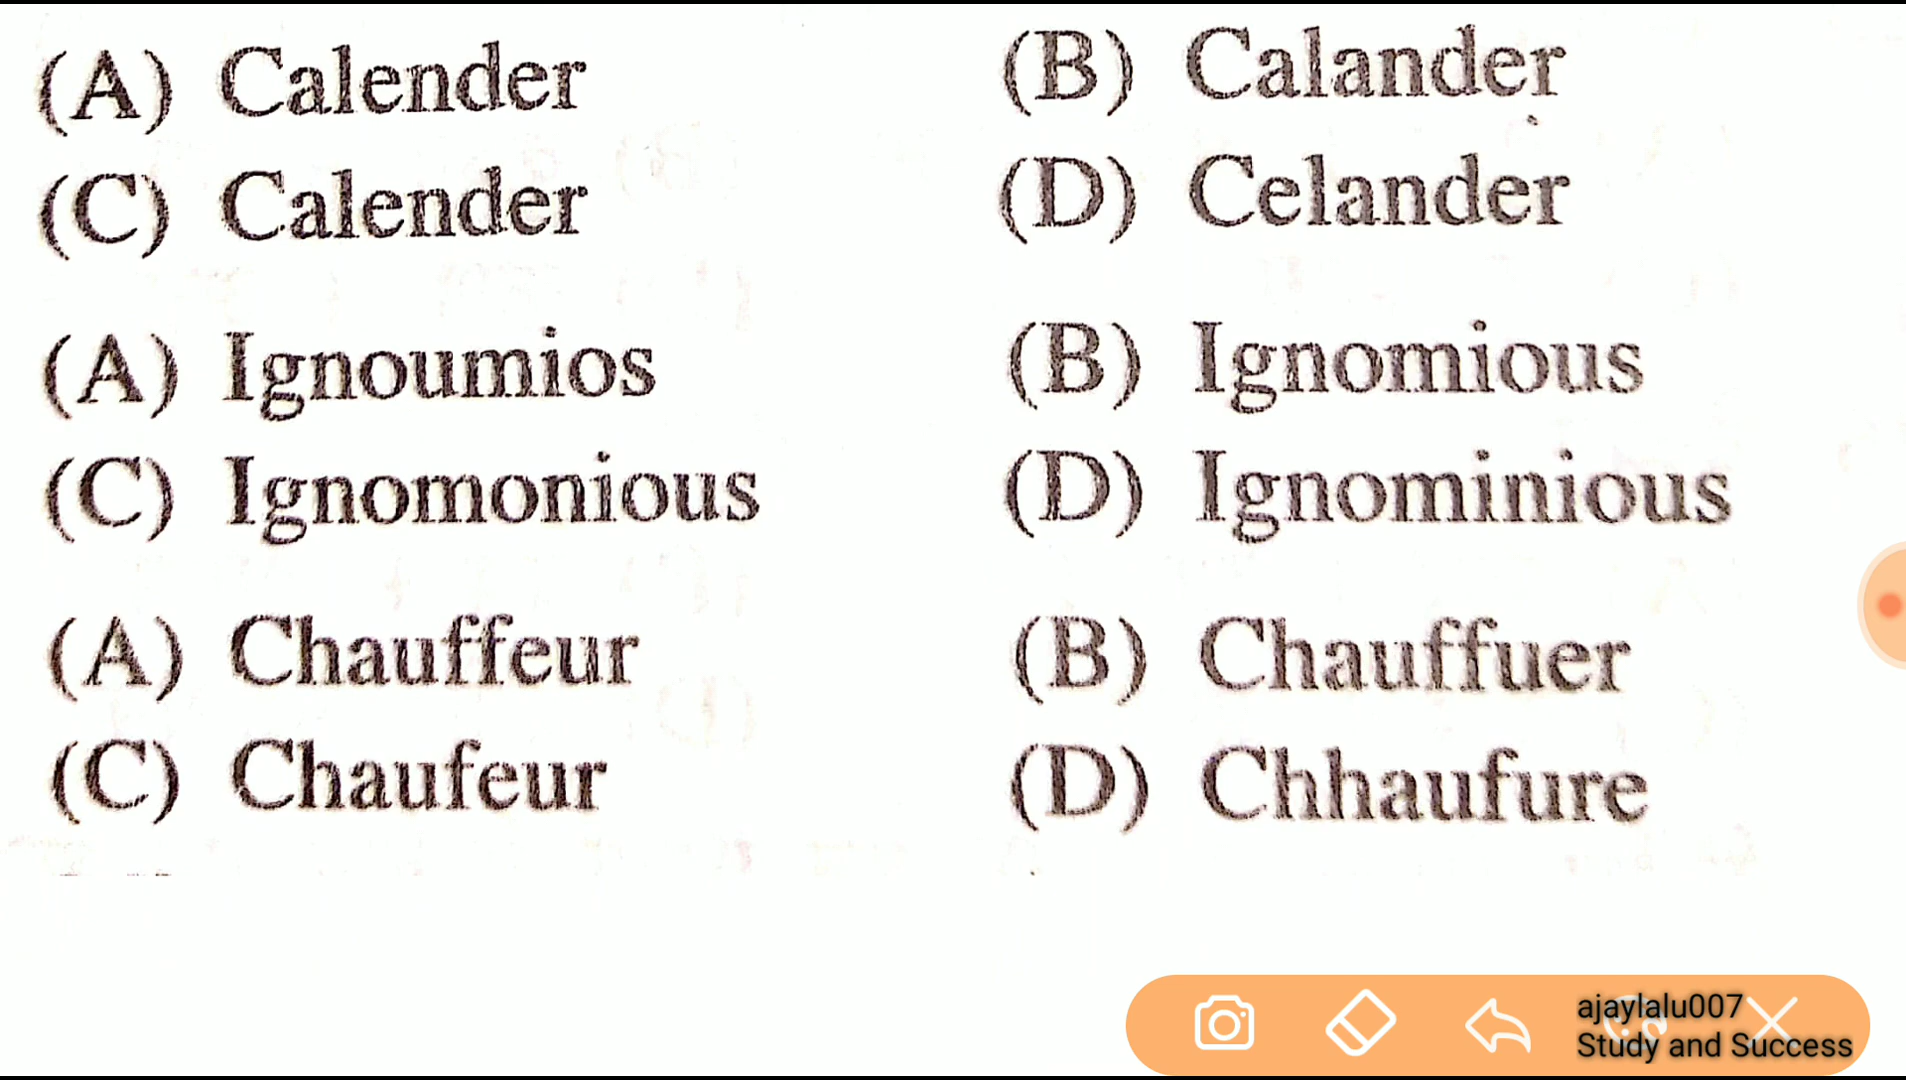 (A) Calender (B) Calander
(C) Calender (D) Celander
(A) Ignoumios (B) Ignomious
(C) Ignomonious (D) Ignominious
(A) Chauffeur (B) Chauffuer
(C) Chaufeur (D) Chhaufure
ajaylalu007
Study and Success